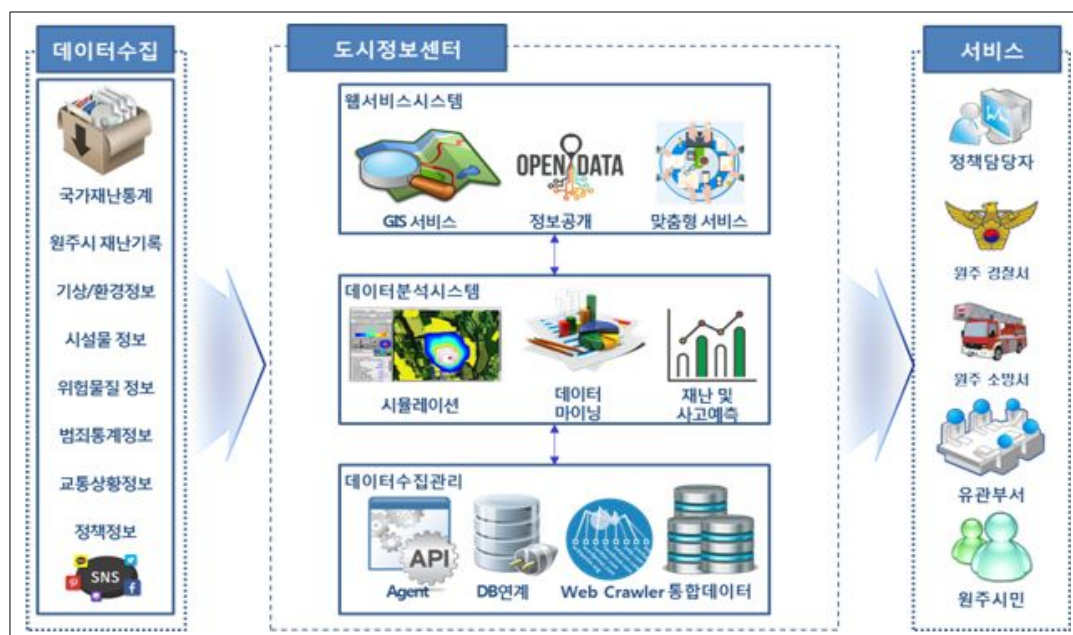 데이터수집
국가재난통계
원주시 재난기록
기상/환경정보
시설물 정보
위험물질 정보
범죄통계정보
교통상황정보
정책정보
SNS
도시정보센터
웹서비스시스템
OPEN DATA
GIS 서비스
정보공개
맞춤형 서비스
데이터분석시스템
시뮬레이션
데이터
마이닝
재난 및
사고예측
데이터수집관리
API
Agent
DB연계
Web Crawler
통합데이터
서비스
정책담당자
원주 경찰서
원주 소방서
유관부서
원주시민